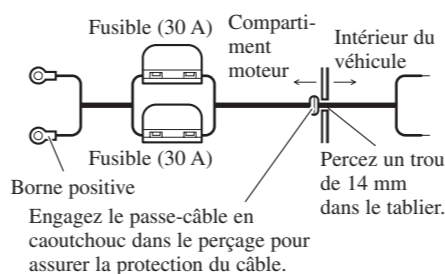 Fusible (30 A)
Comparti-
ment
moteur
Intérieur du
véhicule
Fusible (30 A)
Borne positive
Percez un trou
de 14 mm
dans le tablier.
Engagez le passe-câble en
caoutchouc dans le perçage pour
assurer la protection du câble.